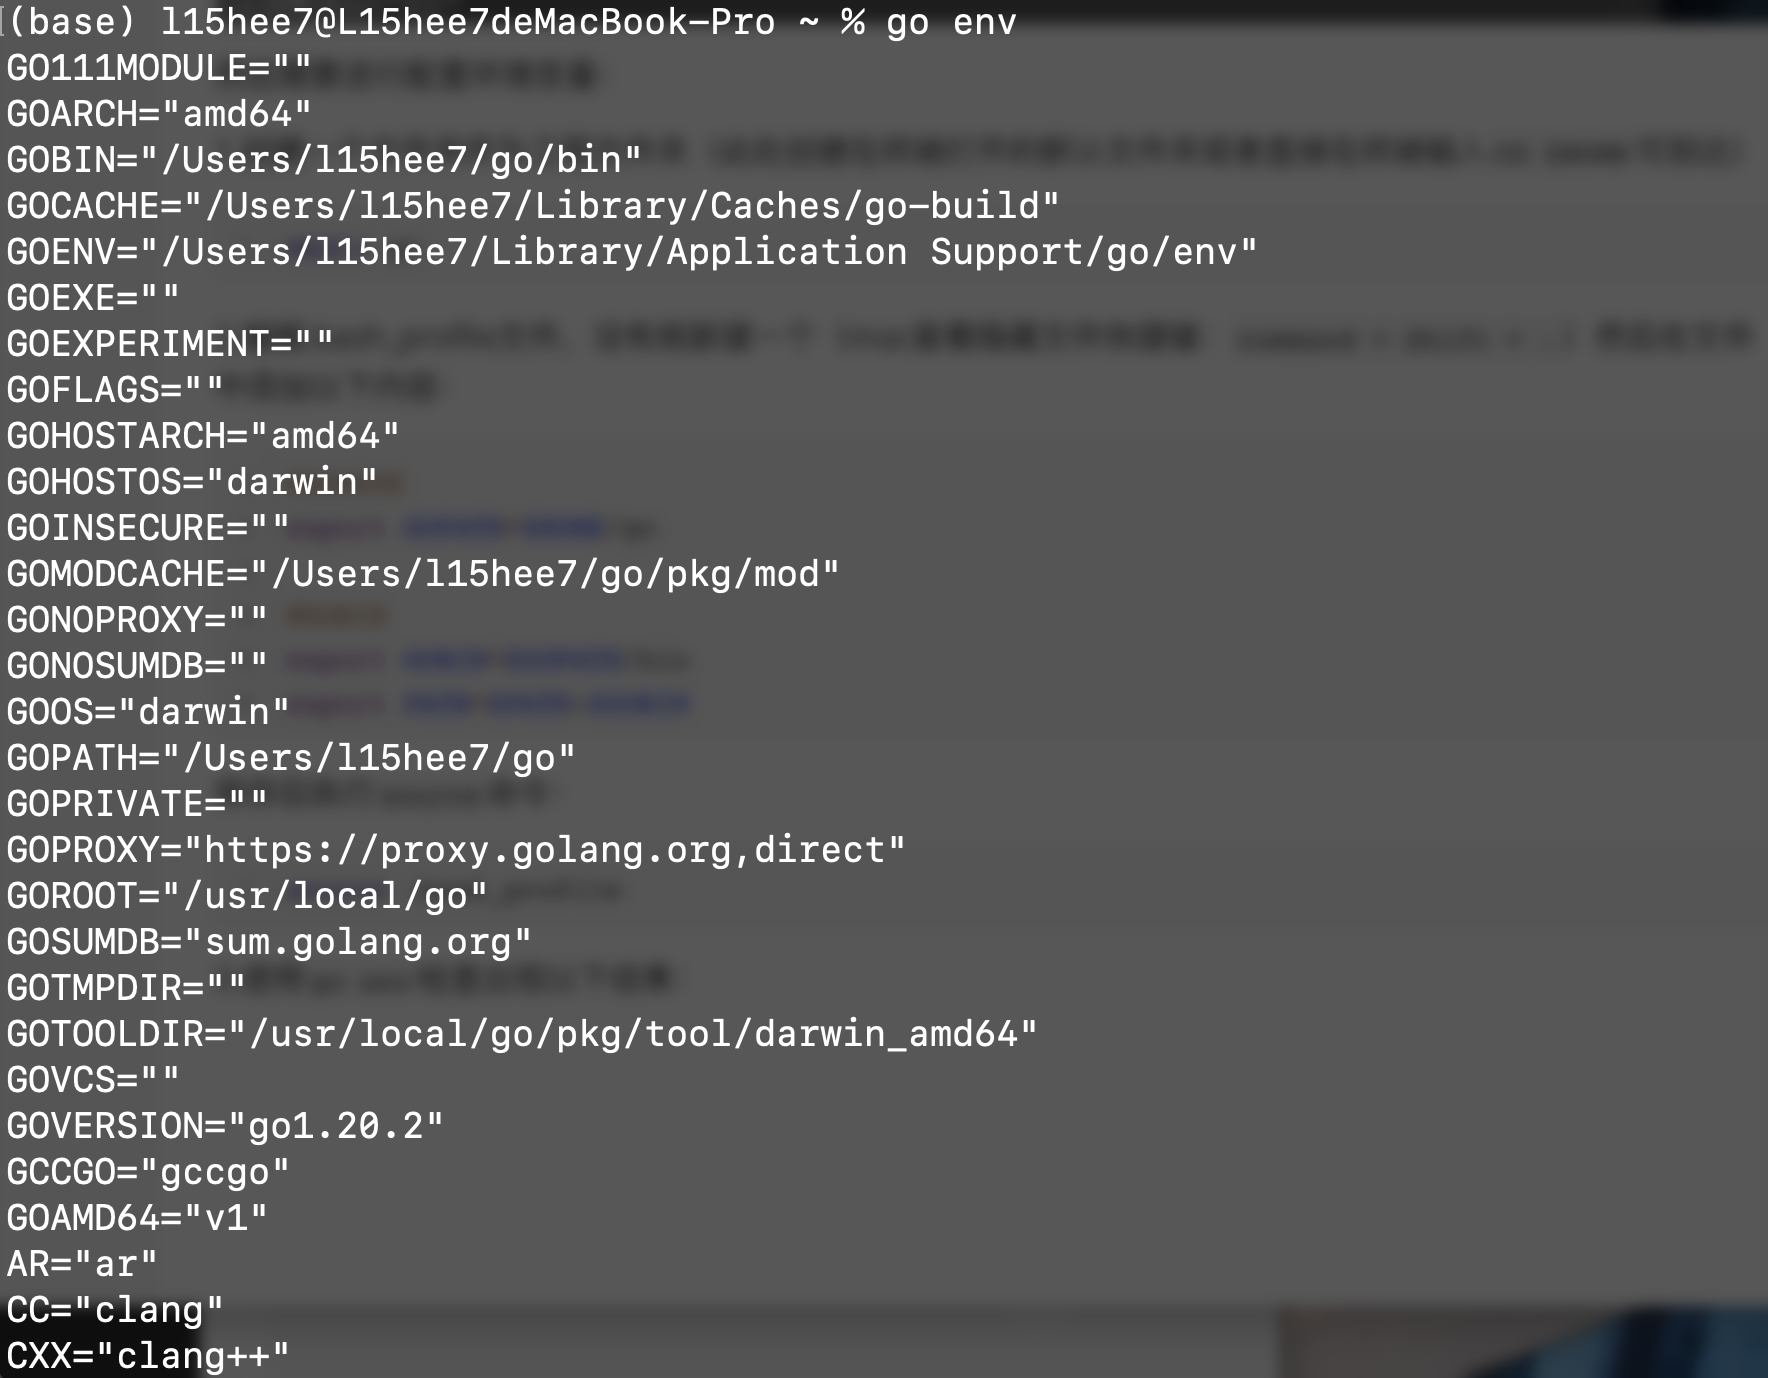 (base) l15hee7@L15hee7deMacBook-Pro ~ % go env
GO111MODULE=""
GOARCH="amd64"
GOBIN="/Users/l15hee7/go/bin"
GOCACHE="/Users/l15hee7/Library/Caches/go-build"
GOENV="/Users/l15hee7/Library/Application Support/go/env"
GOEXE=""
GOEXPERIMENT=""
GOFLAGS=""
GOHOSTARCH="amd64"
GOHOSTOS="darwin"
GOINSECURE=""
GOMODCACHE="/Users/l15hee7/go/pkg/mod"
GONOPROXY=""
GONOSUMDB=""
GOOS="darwin"
GOPATH="/Users/l15hee7/go"
GOPRIVATE=""
GOPROXY="https://proxy.golang.org,direct"
GOROOT="/usr/local/go"
GOSUMDB="sum.golang.org"
GOTMPDIR=""
GOTOOLDIR="/usr/local/go/pkg/tool/darwin_amd64"
GOVCS=""
GOVERSION="go1.20.2"
GCCGO="gccgo"
GOAMD64="v1"
AR="ar"
CC="clang"
CXX="clang++"